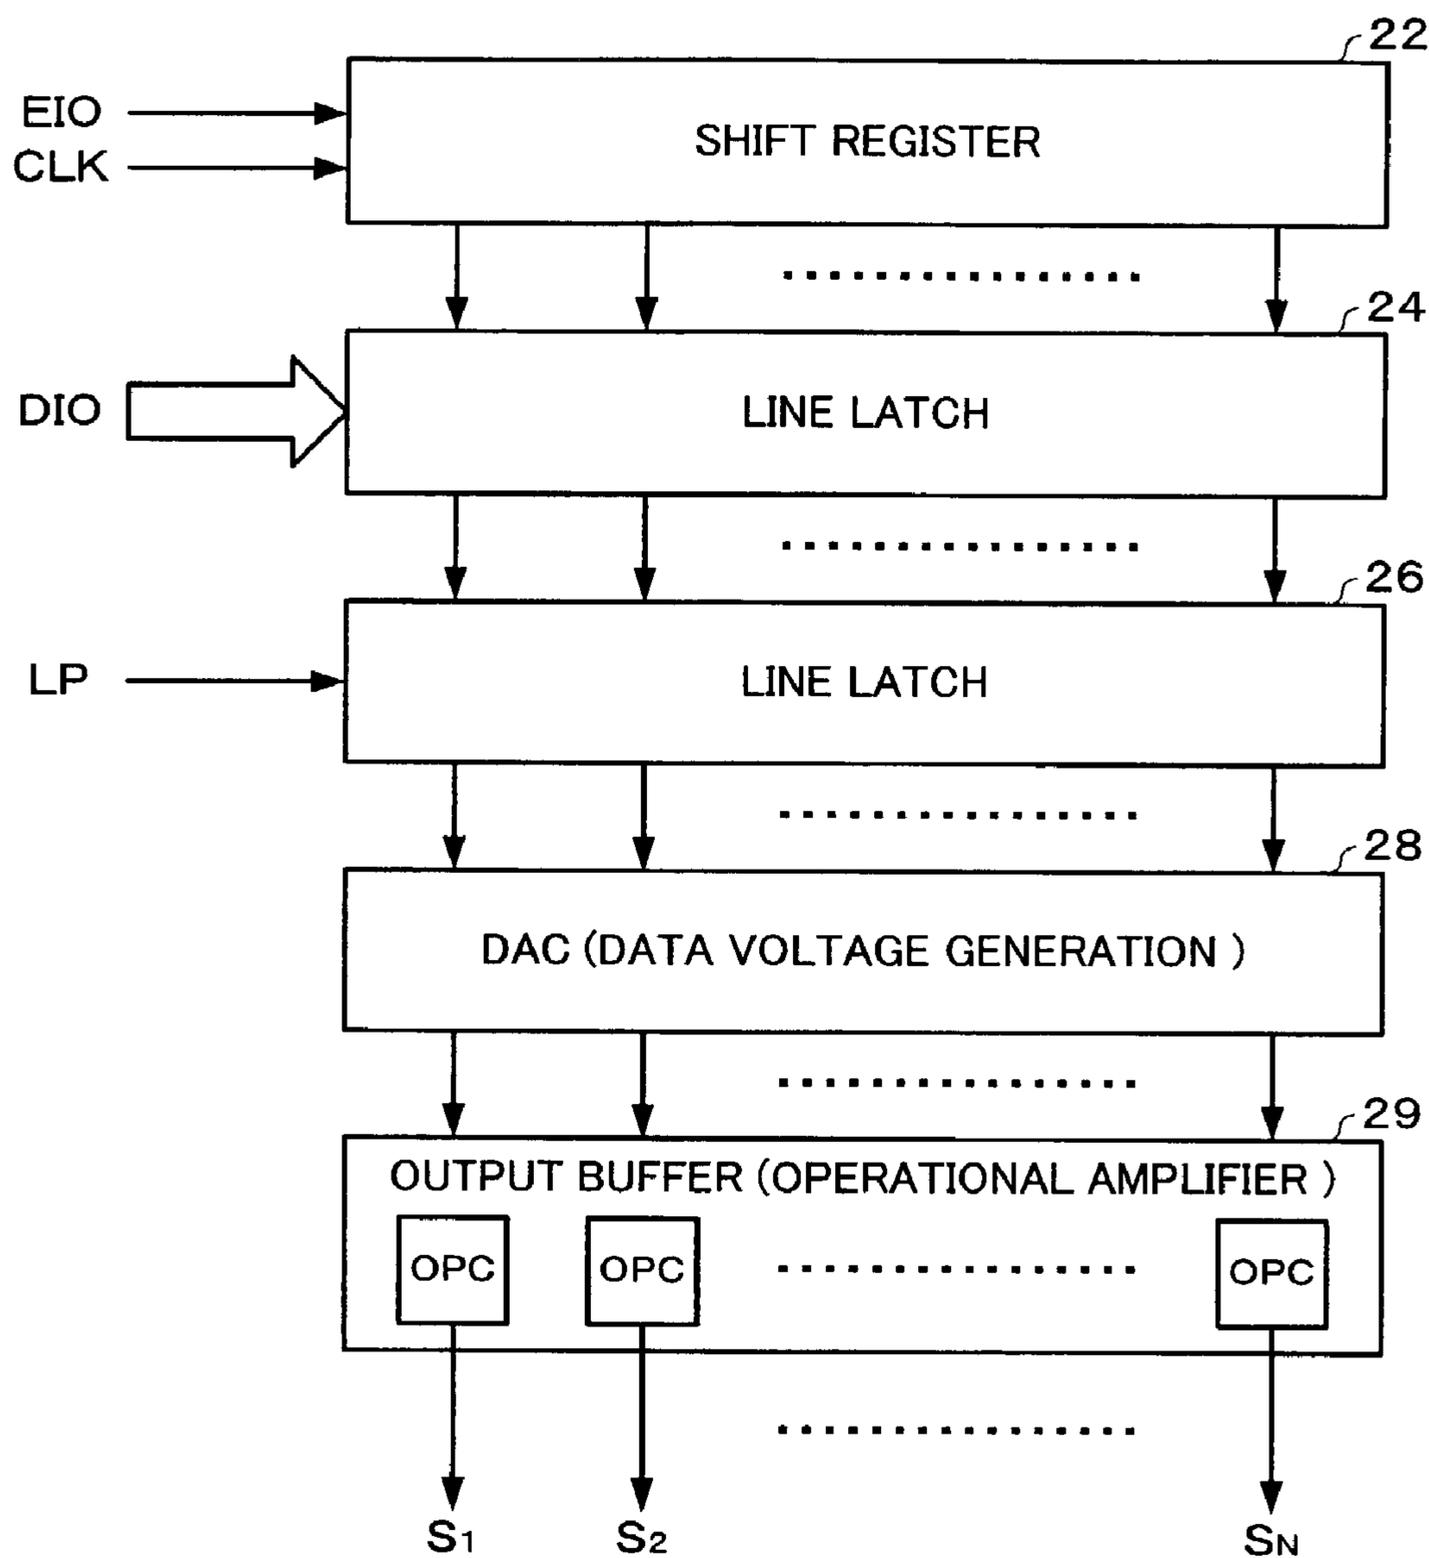 22
EIO
CLK
SHIFT REGISTER
24
DIO
LINE LATCH
26
LP
LINE LATCH
28
DAC (DATA VOLTAGE GENERATION )
29
OUTPUT BUFFER (OPERATIONAL AMPLIFIER )
OPC OPC OPC
S1 S2 SN